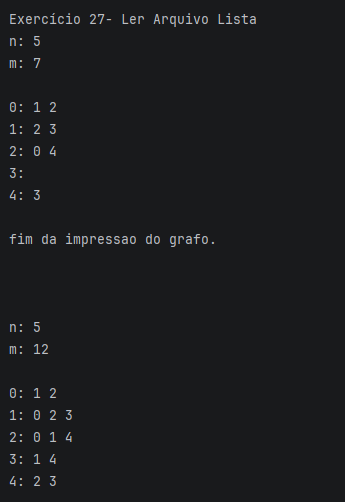 Exercício 27- Ler Arquivo Lista
n: 5
m: 7
0: 1 2
1: 2 3
2: 0 4
3:
4: 3
fim da impressao do grafo.
n: 5
m: 12
0: 1 2
1: 0 2 3
2: 0 1 4
3: 1 4
4: 2 3